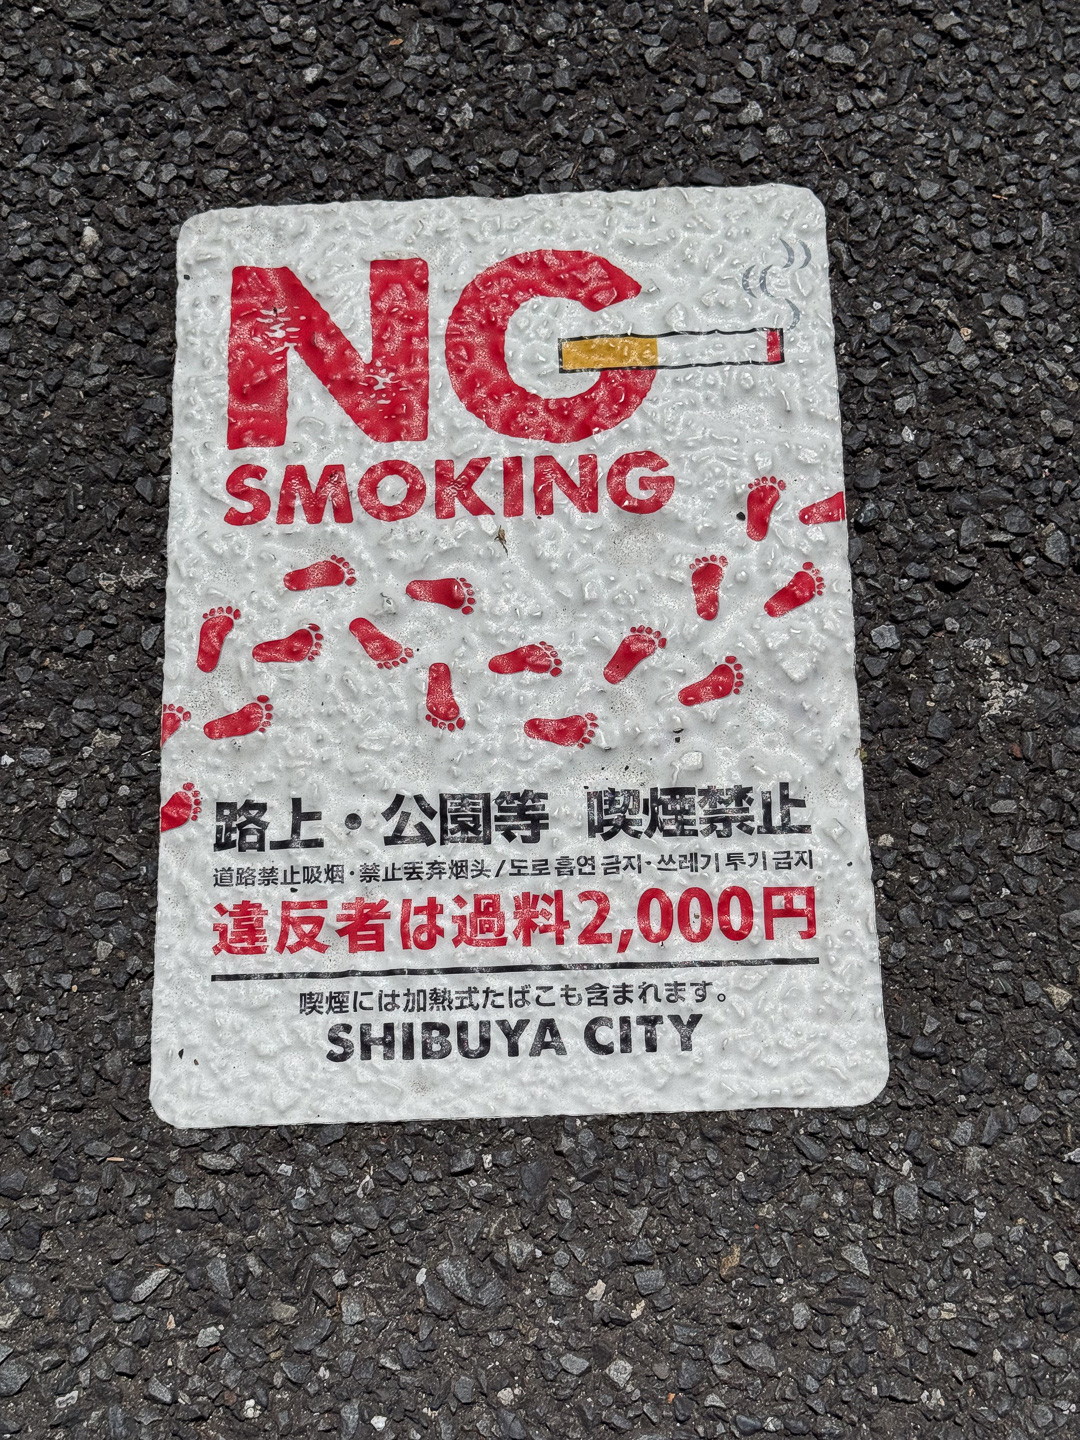 NO
SMOKING
路上・公園等 喫煙禁止
道路禁止吸烟・禁止丢弃烟头/도로 흡연 금지・쓰레기 투기 금지
違反者は過料2,000円
喫煙には加熱式たばこも含まれます。
SHIBUYA CITY